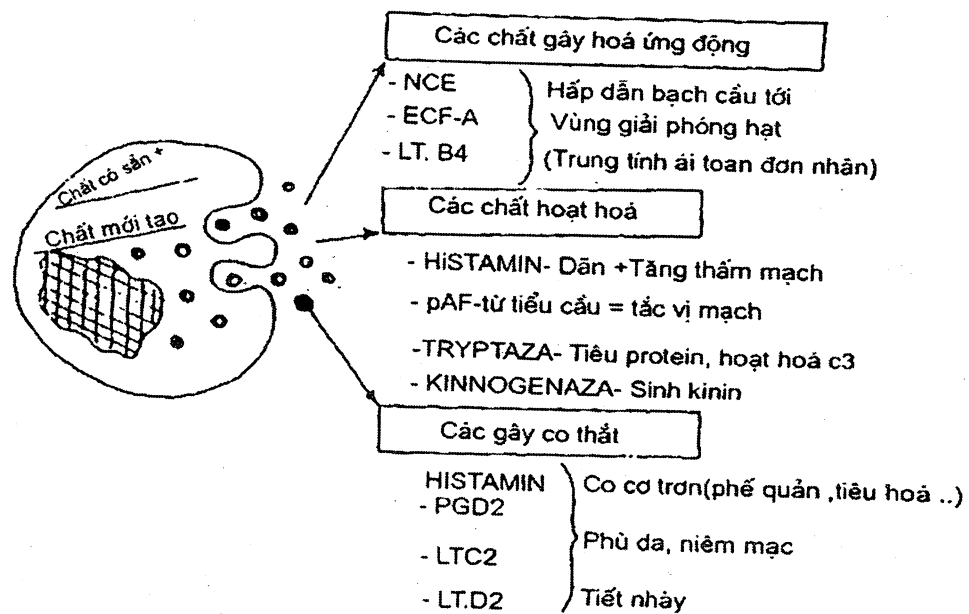 Các chất gây hoá ứng động
- NCE
- ECF-A
- LT. B4
Hấp dẫn bạch cầu tới
Vùng giải phóng hạt
(Trung tính ái toan đơn nhân)
Chất có sẵn +
Chất mới tạo
Các chất hoạt hoá
- HiSTAMIN- Dãn +Tăng thấm mạch
- pAF-từ tiểu cầu = tắc vị mạch
-TRYPTAZA- Tiêu protein, hoạt hoá c3
- KINNOGENAZA- Sinh kinin
Các gây co thắt
HISTAMIN
- PGD2
- LTC2
- LT.D2
Co cơ trơn(phế quản ,tiêu hoá ..)
Phù da, niêm mạc
Tiết nhày